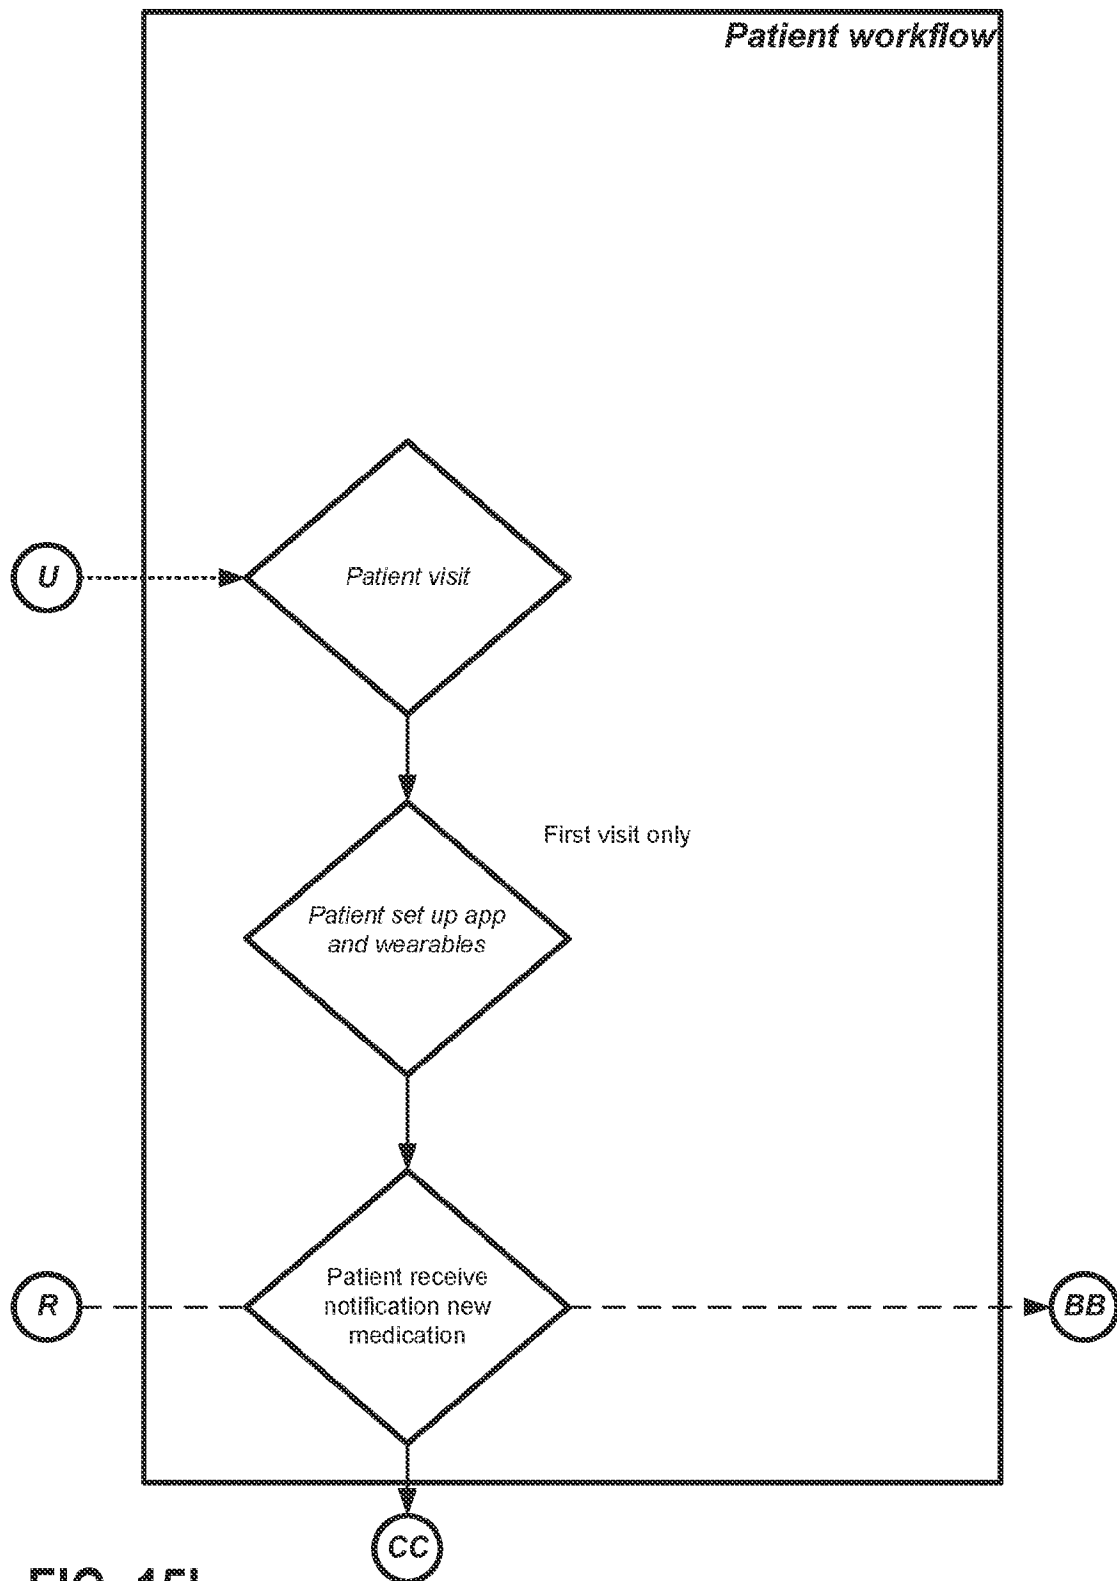 Patient workflow
U
Patient visit
First visit only
Patient set up app
and wearables
R
Patient receive
notification new
medication
BB
CC